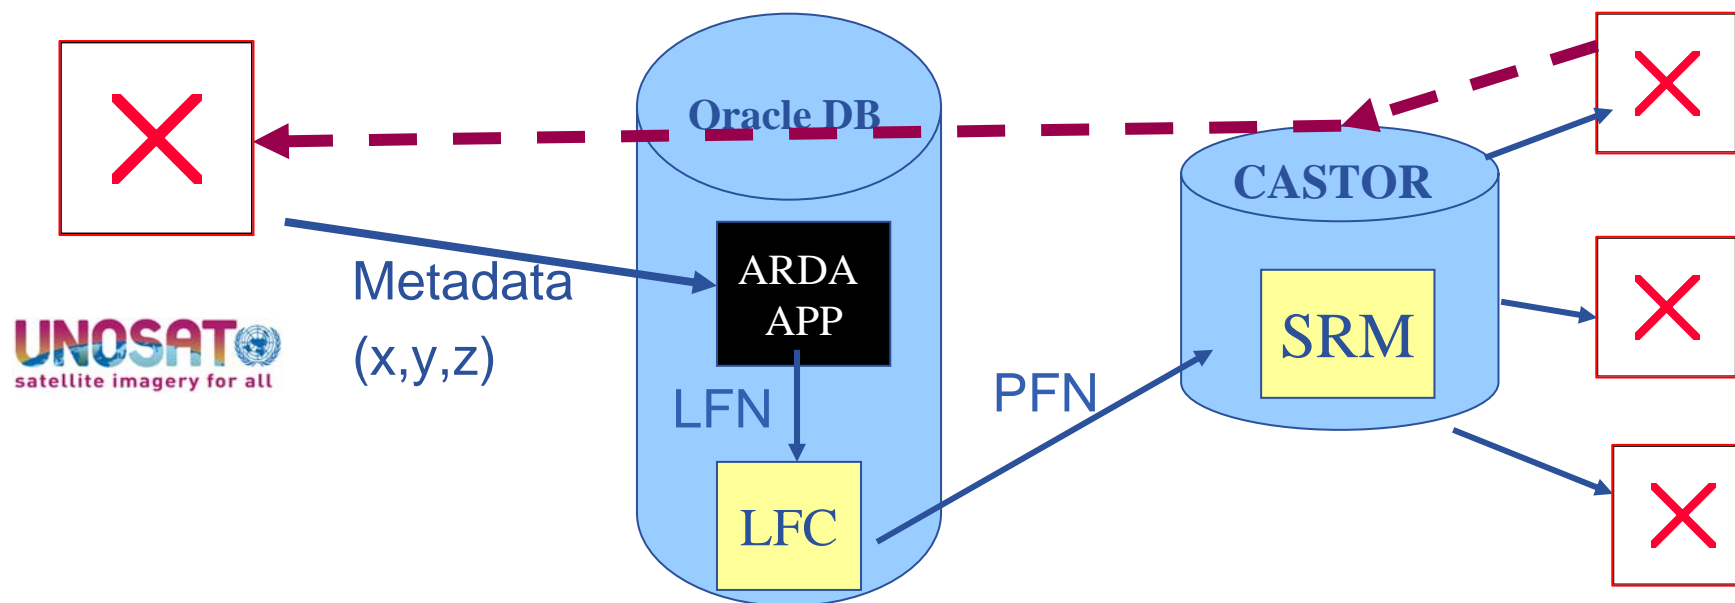 Oracle DB
CASTOR
ARDA
APP
Metadata
(x,y,z)
SRM
UNOSAT
satellite imagery for all
LFN
PFN
LFC